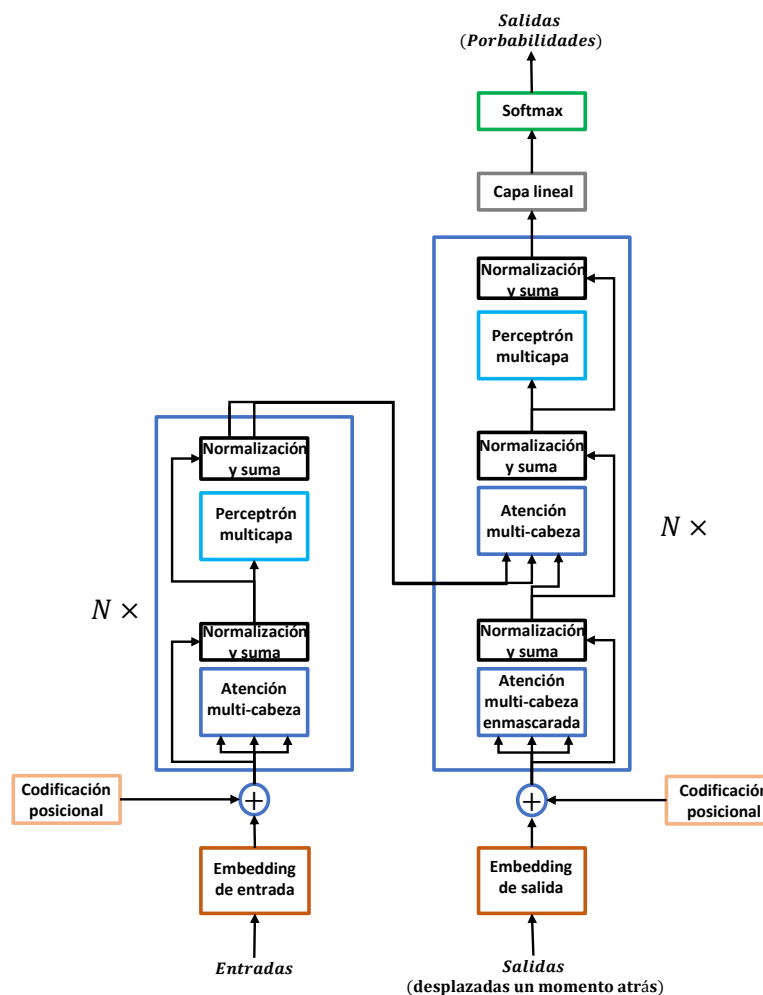 Salidas
(Porbabilidades)
Softmax
Capa lineal
Normalización
y suma
Perceptrón
multicapa
Normalización
y suma
Atención
multi-cabeza
N ×
Normalización
y suma
Atención
multi-cabeza
enmascarada
Normalización
y suma
Perceptrón
multicapa
N ×
Normalización
y suma
Atención
multi-cabeza
Codificación
posicional
+
+
Codificación
posicional
Embedding
de entrada
Embedding
de salida
Entradas
Salidas
(desplazadas un momento atrás)